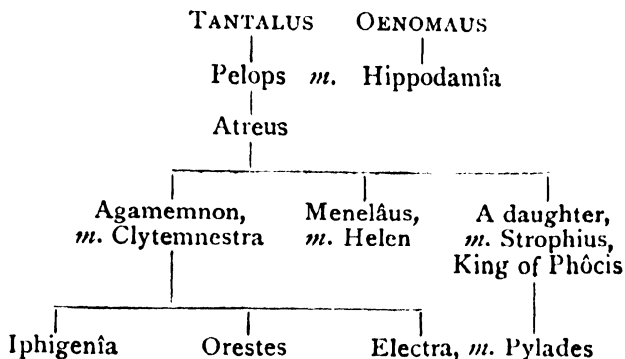 TANTALUS OENOMAUS
Pelops m. Hippodamîa
Atreus
Agamemnon, Menelâus, A daughter,
m. Clytemnestra m. Helen m. Strophius,
King of Phôcis
Iphigenîa Orestes Electra, m. Pylades